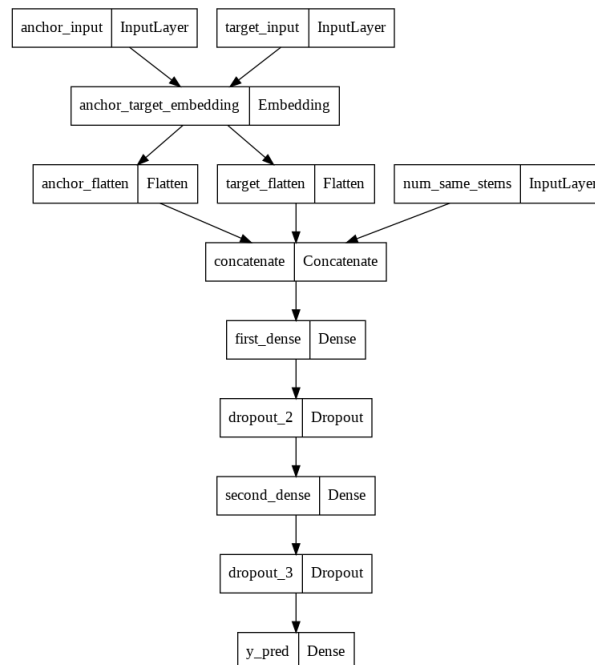 anchor_input InputLayer target_input InputLayer
anchor_target_embedding Embedding
anchor_flatten Flatten target_flatten Flatten num_same_stems InputLayer
concatenate Concatenate
first_dense Dense
dropout_2 Dropout
second_dense Dense
dropout_3 Dropout
y_pred Dense